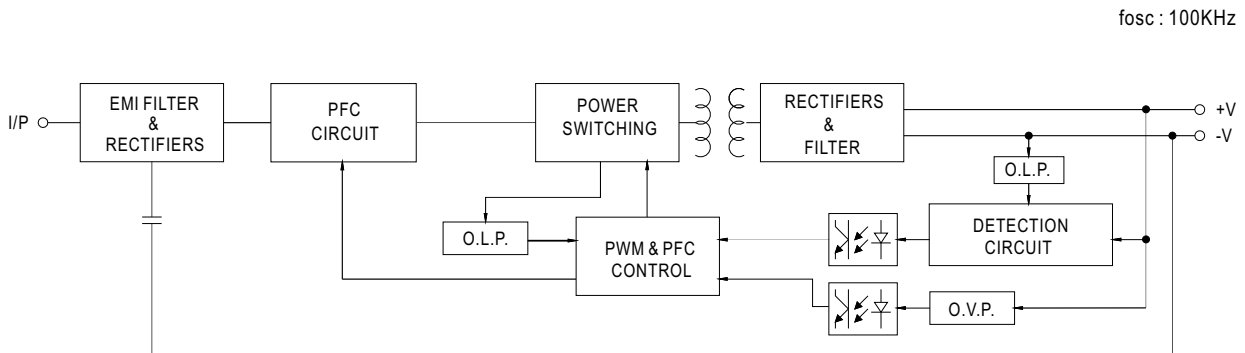 fosc : 100KHz
I/P
EMI FILTER
&
RECTIFIERS
PFC
CIRCUIT
POWER
SWITCHING
RECTIFIERS
&
FILTER
+V
-V
O.L.P.
O.L.P.
PWM & PFC
CONTROL
DETECTION
CIRCUIT
O.V.P.